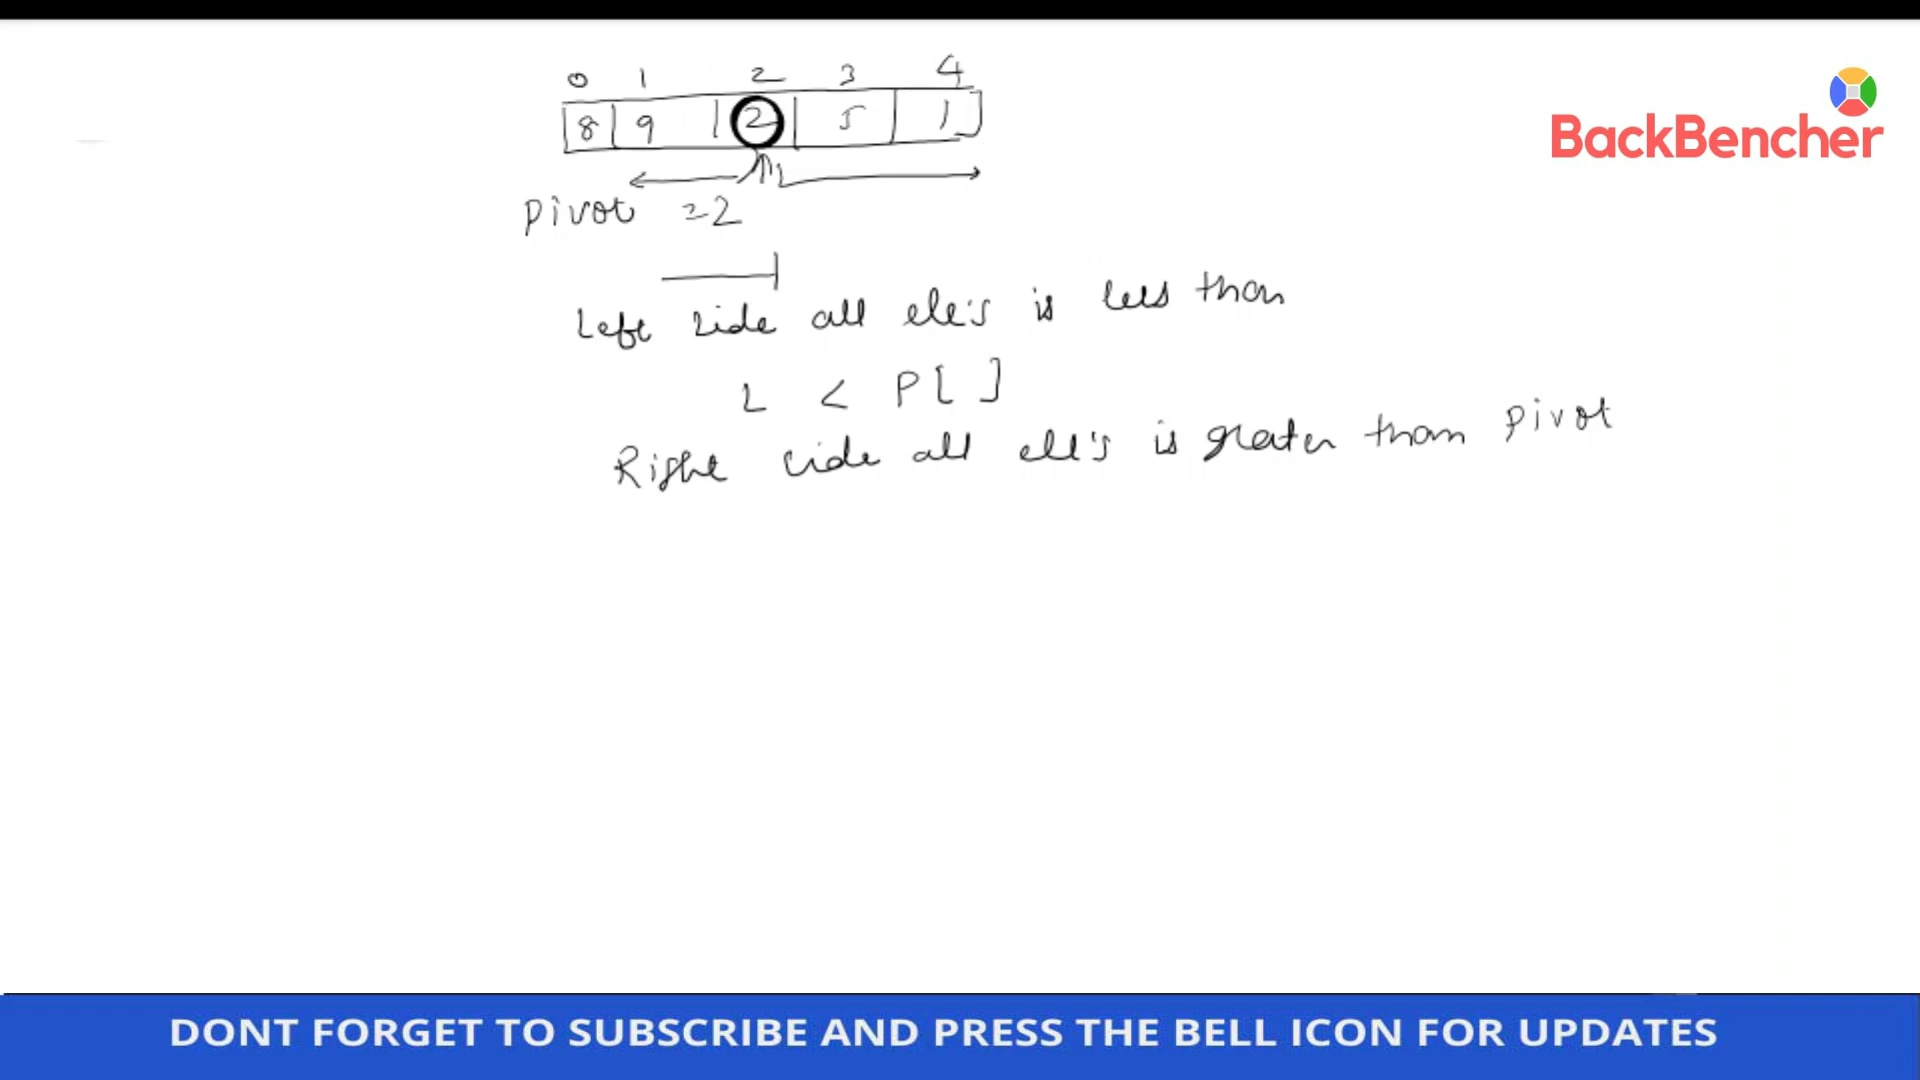 0 1 2 3 4
8 9 2 5 1
BackBencher
Pivot = 2
Left side all ele's is less than
L < P[ ]
Right side all ele's is greater than pivot
DONT FORGET TO SUBSCRIBE AND PRESS THE BELL ICON FOR UPDATES